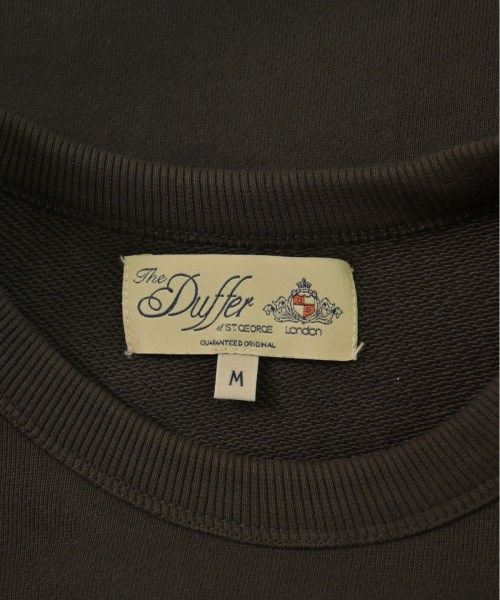 The
Duffer
OF ST.GEORGE London
GUARANTEED ORIGINAL
M